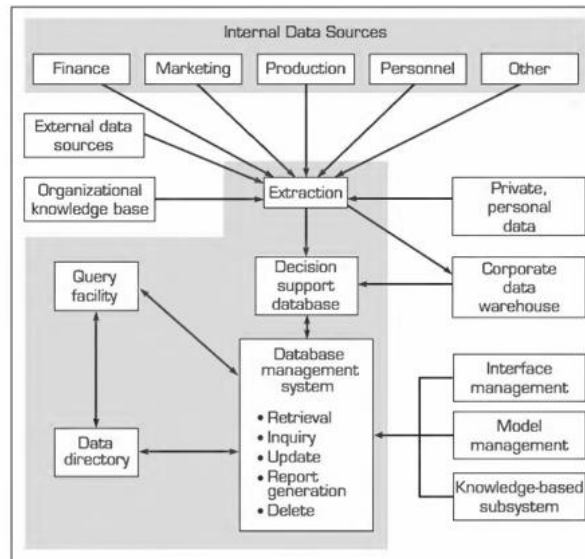 Internal Data Sources
Finance
Marketing
Production
Personnel
Other
External data
sources
Organizational
knowledge base
Extraction
Private,
personal
data
Query
facility
Decision
support
database
Corporate
data
warehouse
Database
management
system
• Retrieval
• Inquiry
• Update
• Report
generation
• Delete
Data
directory
Interface
management
Model
management
Knowledge-based
subsystem